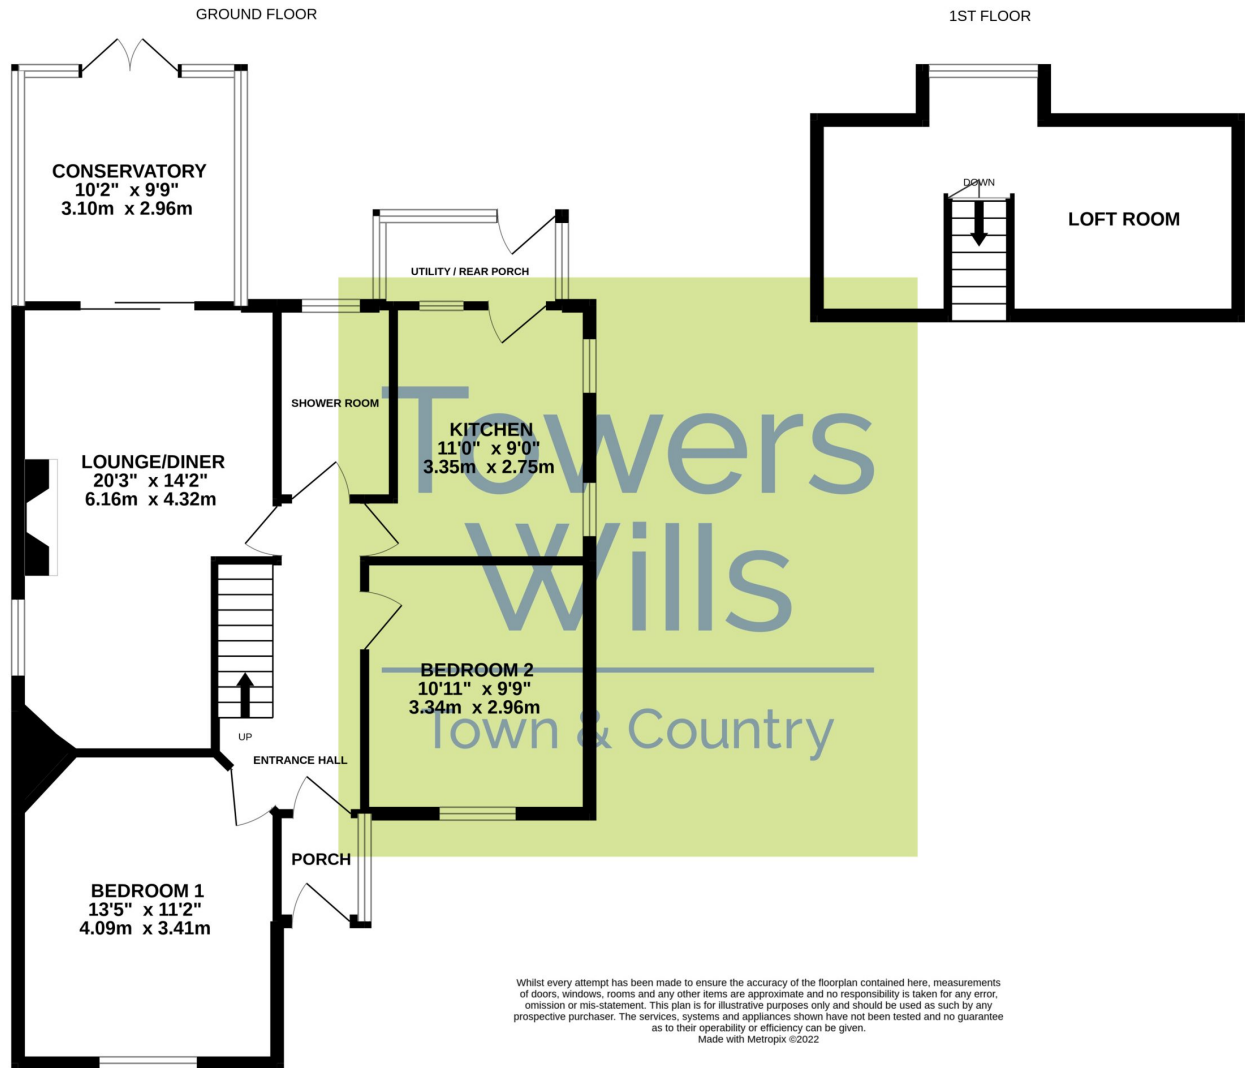 GROUND FLOOR
1ST FLOOR
CONSERVATORY
10'2" x 9'9"
3.10m x 2.96m
DOWN
LOFT ROOM
UTILITY / REAR PORCH
SHOWER ROOM
KITCHEN
11'0" x 9'0"
3.35m x 2.75m
LOUNGE/DINER
20'3" x 14'2"
6.16m x 4.32m
Towers
Wills
Town & Country
BEDROOM 2
10'11" x 9'9"
3.34m x 2.96m
UP
ENTRANCE HALL
PORCH
BEDROOM 1
13'5" x 11'2"
4.09m x 3.41m
Whilst every attempt has been made to ensure the accuracy of the floorplan contained here, measurements
of doors, windows, rooms and any other items are approximate and no responsibility is taken for any error,
omission or mis-statement. This plan is for illustrative purposes only and should be used as such by any
prospective purchaser. The services, systems and appliances shown have not been tested and no guarantee
as to their operability or efficiency can be given.
Made with Metropix ©2022